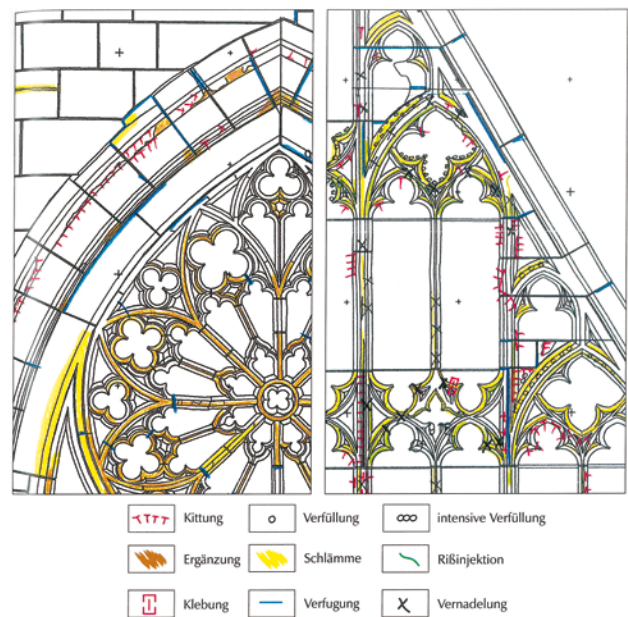 Kittung Verfüllung intensive Verfüllung
Ergänzung Schlämme Rißinjektion
Klebung Verfugung Vernadelung